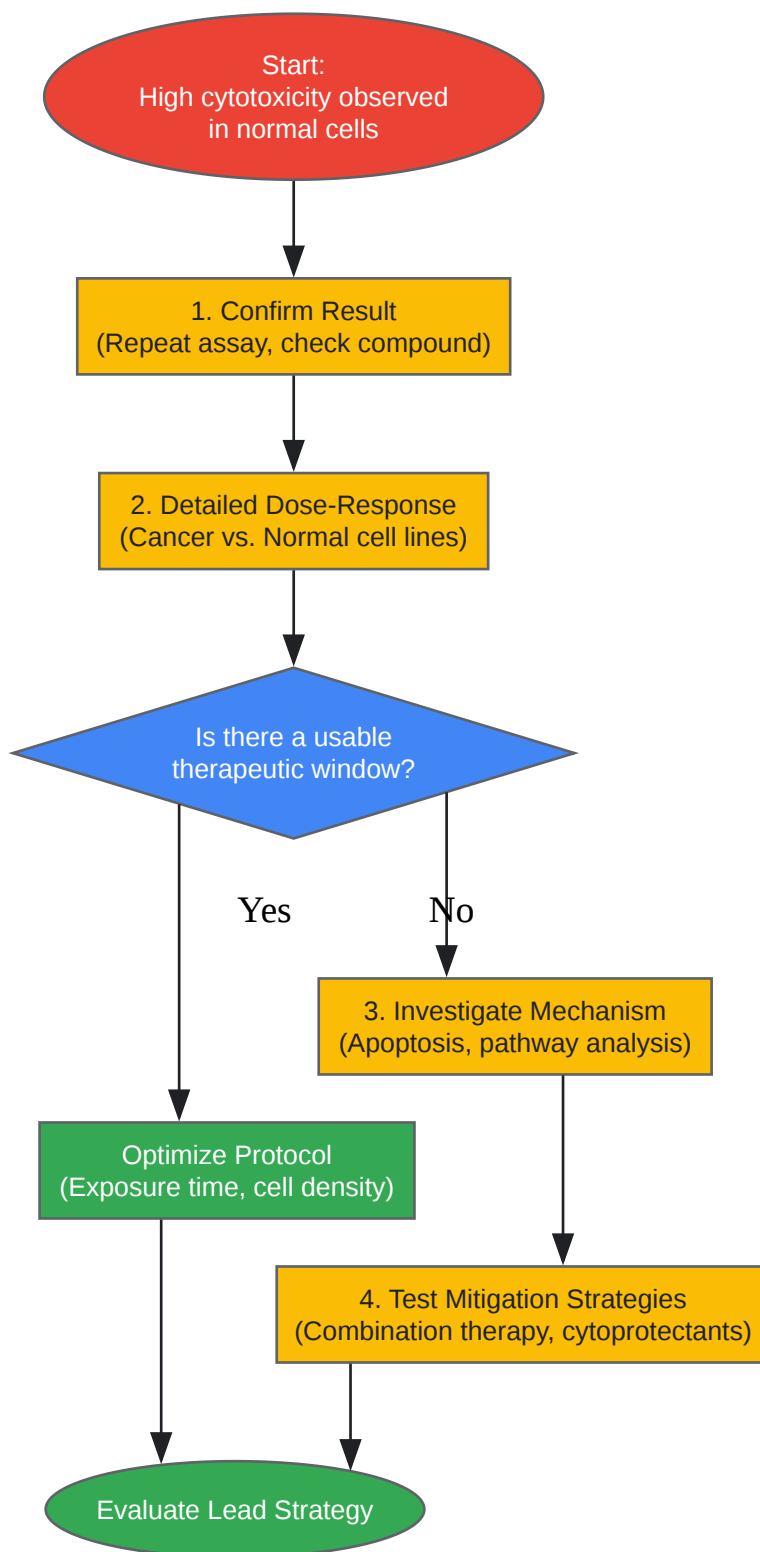 Start:
High cytotoxicity observed
in normal cells
1. Confirm Result
(Repeat assay, check compound)
2. Detailed Dose-Response
(Cancer vs. Normal cell lines)
Is there a usable
therapeutic window?
Yes
No
3. Investigate Mechanism
(Apoptosis, pathway analysis)
Optimize Protocol
(Exposure time, cell density)
4. Test Mitigation Strategies
(Combination therapy, cytoprotectants)
Evaluate Lead Strategy